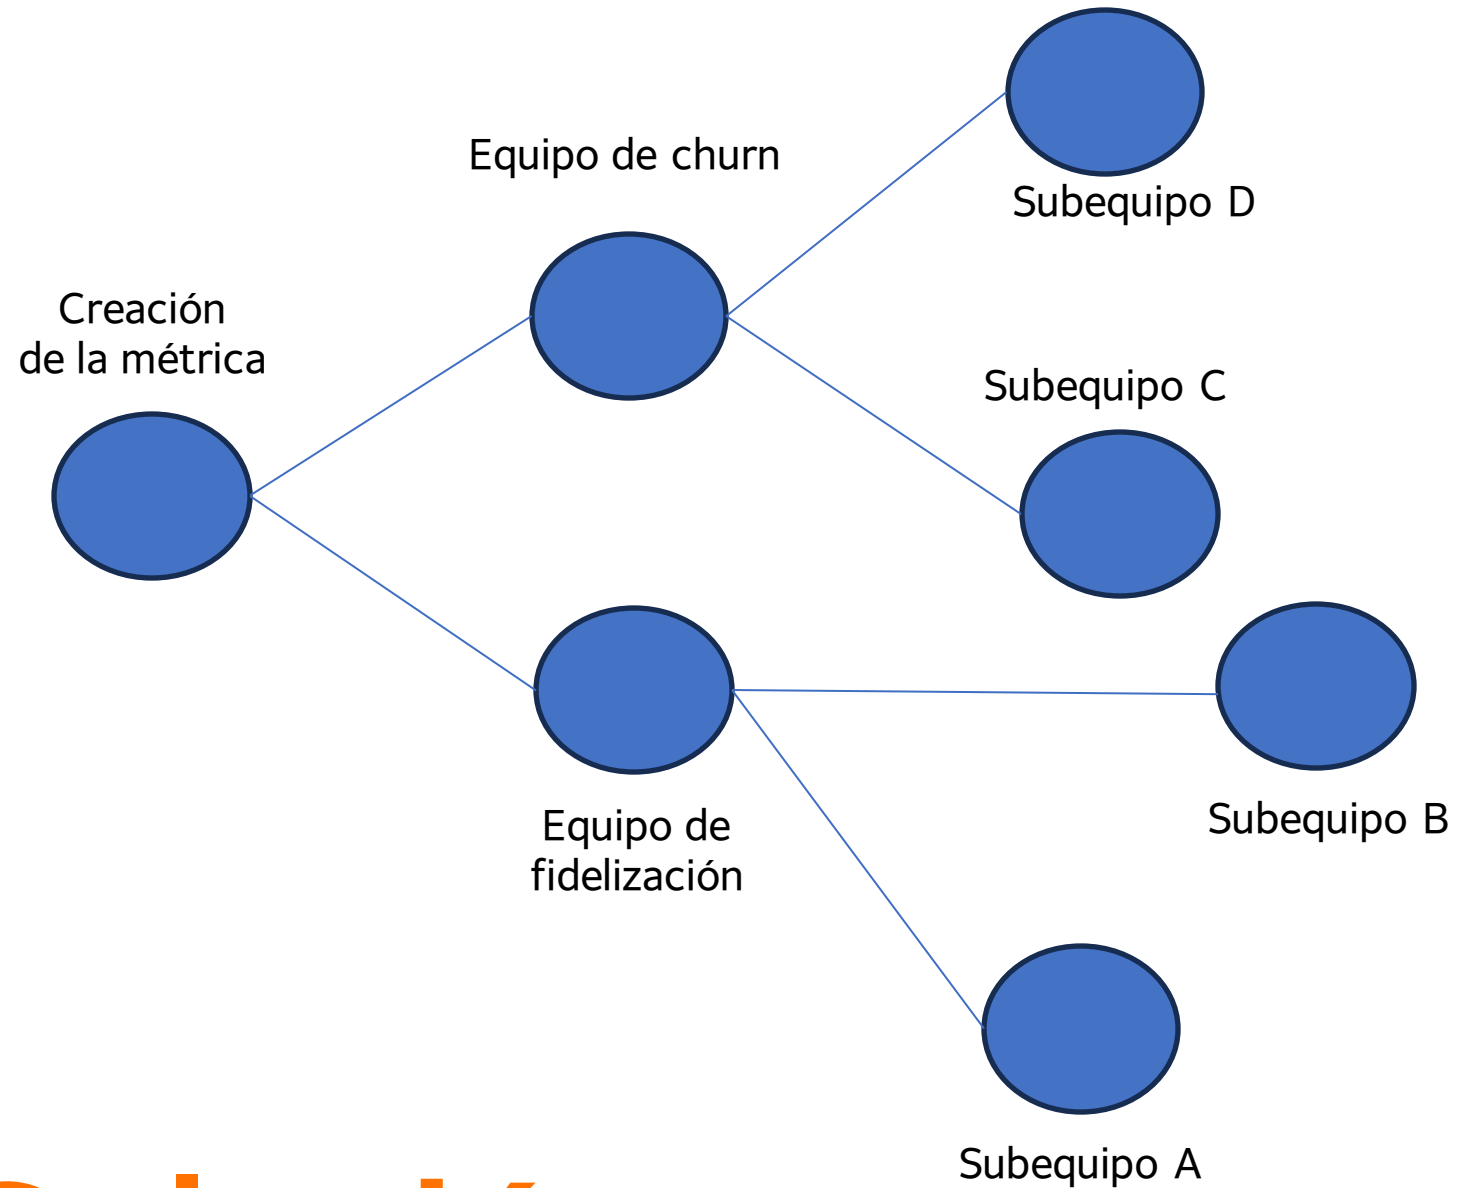 Equipo de churn
Subequipo D
Creación
de la métrica
Subequipo C
Equipo de
fidelización
Subequipo B
Subequipo A